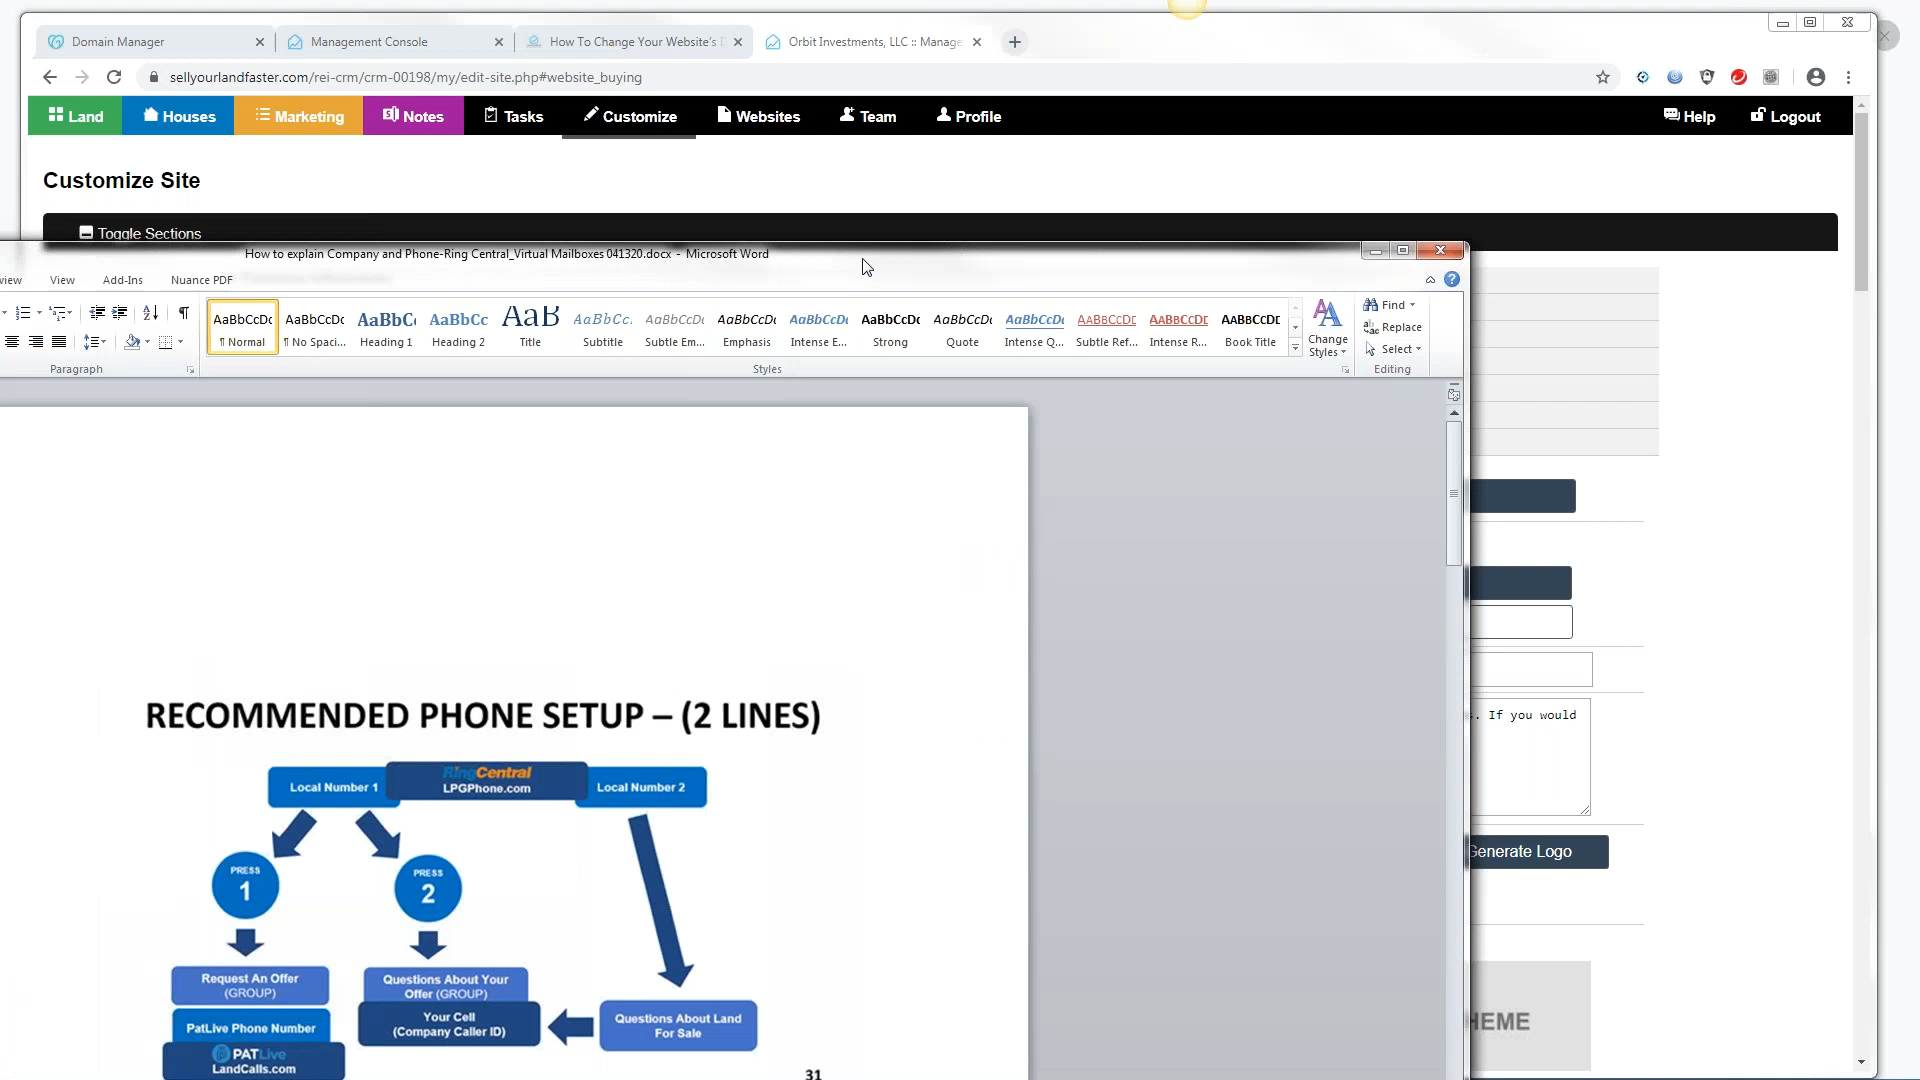 Domain Manager
Management Console
How To Change Your Website's
Orbit Investments, LLC :: Manage
sellyourlandfaster.com/rei-crm/crm-00198/my/edit-site.php#website_buying
Land Houses Marketing Notes Tasks Customize Websites Team Profile Help Logout
Customize Site
Toggle Sections
How to explain Company and Phone-Ring Central_Virtual Mailboxes 041320.docx - Microsoft Word
view View Add-Ins Nuance PDF
AaBbCcDc AaBbCcDc AaBbC AaBbCc AaB AaBbCc. AaBbCcDc AaBbCcDc AaBbCcDc AaBbCcDc AaBbCcDc AaBbCcDc AaBbCcDc AaBbCcDc AaBbCcDc
¶ Normal ¶ No Spaci... Heading 1 Heading 2 Title Subtitle Subtle Em... Emphasis Intense E... Strong Quote Intense Q... Subtle Ref... Intense R... Book Title
Change
Styles
Find
Replace
Select
Paragraph Styles Editing
RECOMMENDED PHONE SETUP – (2 LINES)
Local Number 1
RingCentral
LPGPhone.com
Local Number 2
PRESS
1
PRESS
2
Request An Offer
(GROUP)
PatLive Phone Number
PATLive
LandCalls.com
Questions About Your
Offer (GROUP)
Your Cell
(Company Caller ID)
Questions About Land
For Sale
31
. If you would
Generate Logo
HEME